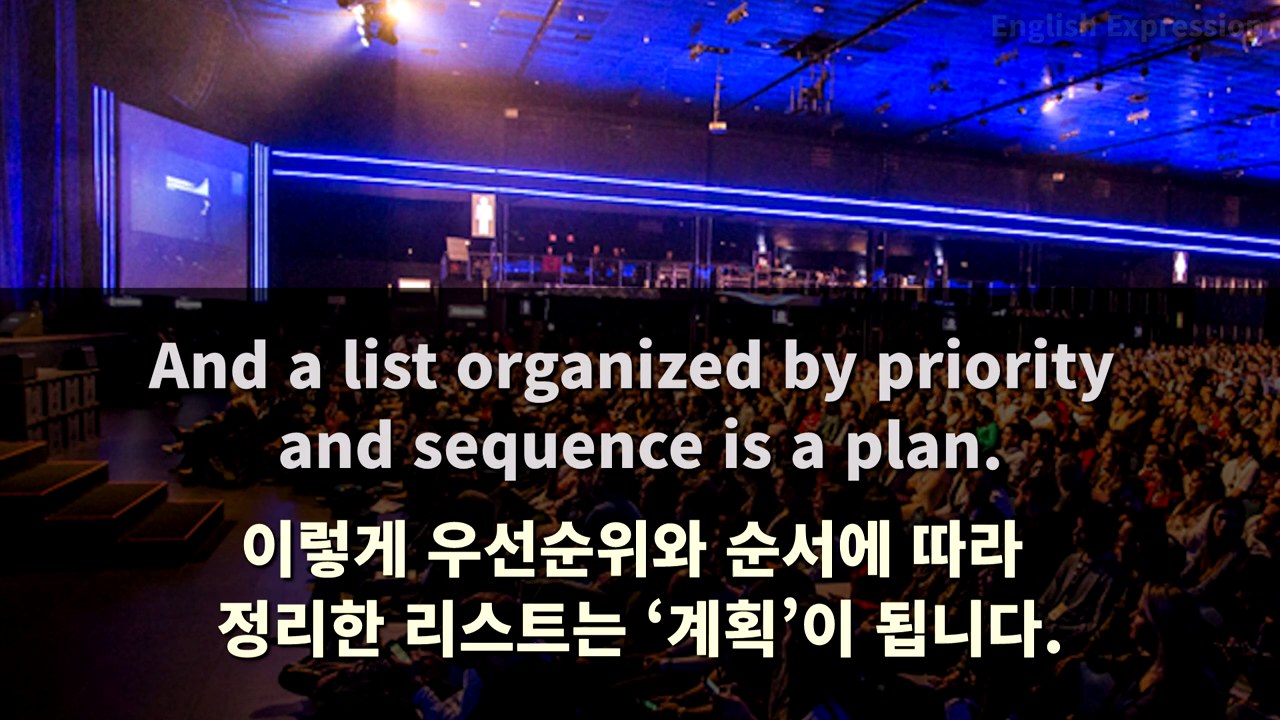 English Expression
And a list organized by priority
and sequence is a plan.
이렇게 우선순위와 순서에 따라
정리한 리스트는 ‘계획’이 됩니다.